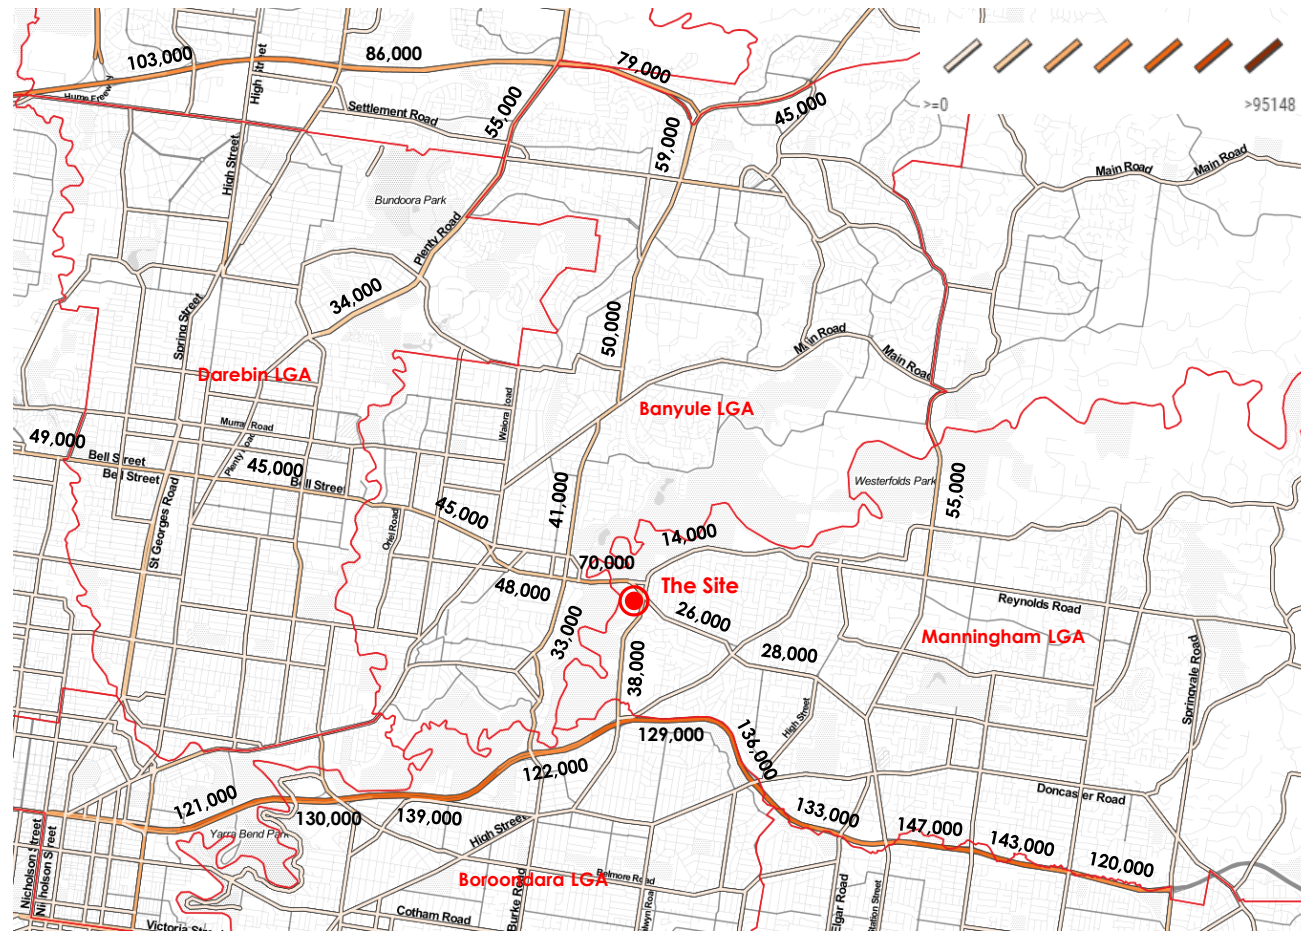 103,000
86,000
79,000
45,000
>=0
>95148
Hume Freeway
High Street
Settlement Road
55,000
59,000
High Street
Main Road
Main Road
Bundoora Park
Plenty Road
34,000
50,000
Spring Street
Main Road
Main Road
Darebin LGA
Banyule LGA
Waiora Road
Murray Road
49,000
Bell Street
Plenty Road
45,000
Bell Street
Bell Street
Westerfolds Park
55,000
St Georges Road
Oriel Road
45,000
41,000
14,000
70,000
48,000
The Site
26,000
Reynolds Road
33,000
Manningham LGA
28,000
38,000
Springvale Road
High Street
129,000
136,000
122,000
Doncaster Road
121,000
130,000
139,000
133,000
147,000
143,000
120,000
Yarra Bend Park
High Street
Nicholson Street
Nicholson Street
Boroondara LGA
Belmore Road
Burke Road
Cotham Road
Victoria St
Station Street